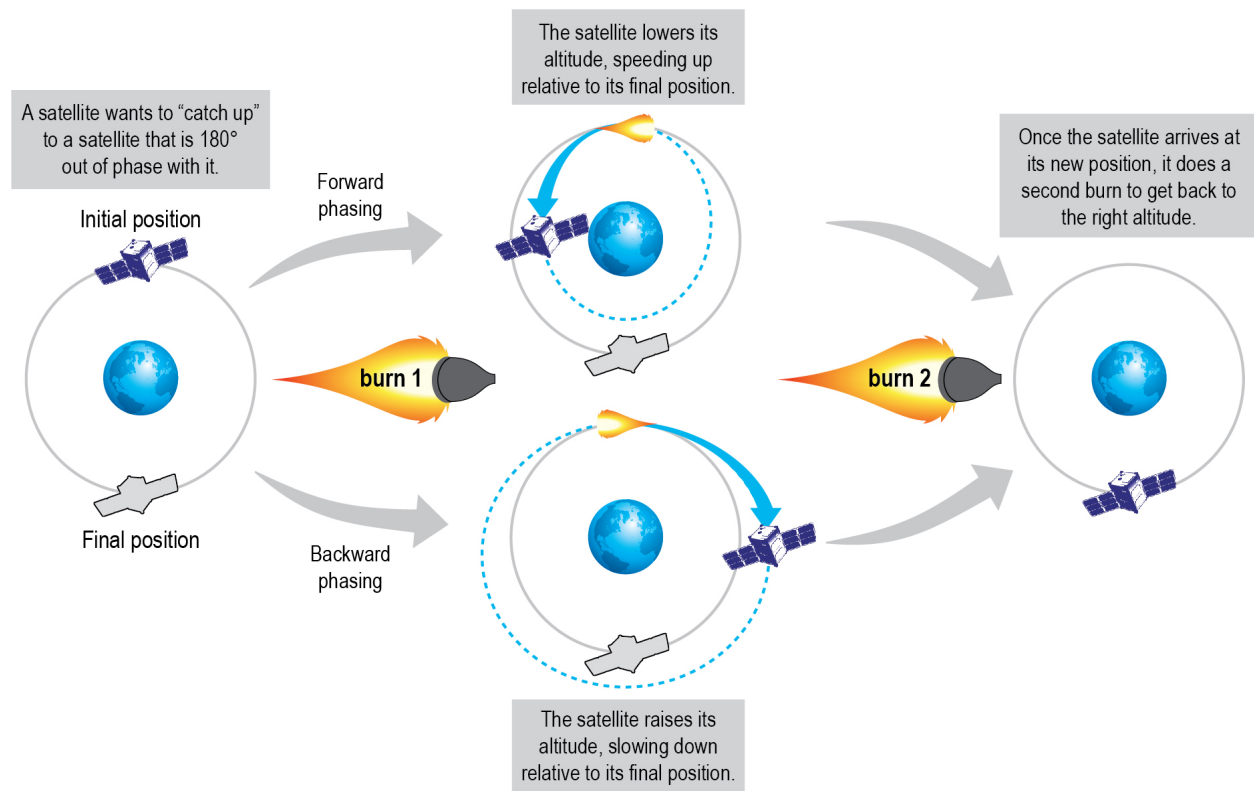 A satellite wants to “catch up”
to a satellite that is 180°
out of phase with it.
Initial position
Final position
Forward
phasing
Backward
phasing
burn 1
The satellite lowers its
altitude, speeding up
relative to its final position.
The satellite raises its
altitude, slowing down
relative to its final position.
burn 2
Once the satellite arrives at
its new position, it does a
second burn to get back to
the right altitude.